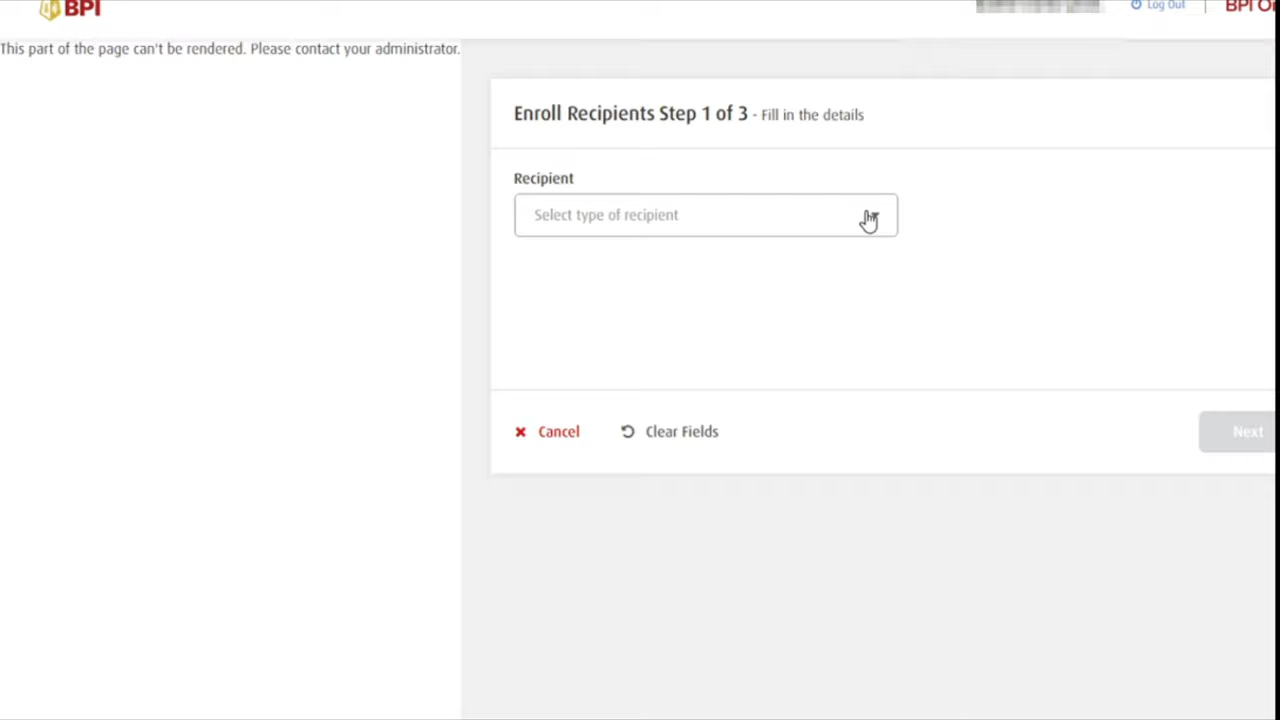 BPI
Log Out
BPI O
This part of the page can't be rendered. Please contact your administrator.
Enroll Recipients Step 1 of 3 - Fill in the details
Recipient
Select type of recipient
Cancel
Clear Fields
Next